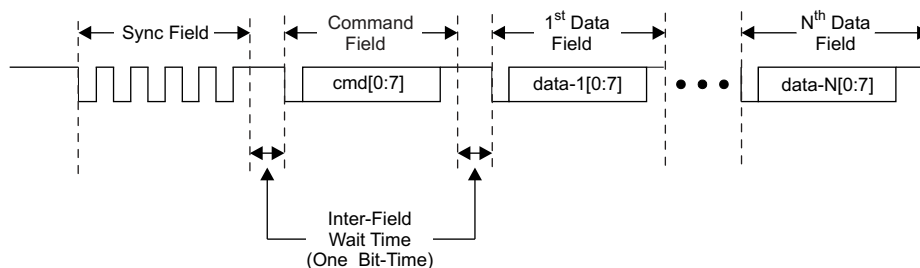 Sync Field
Command
Field
1st Data
Field
Nth Data
Field
cmd[0:7]
data-1[0:7]
data-N[0:7]
Inter-Field
Wait Time
(One Bit-Time)